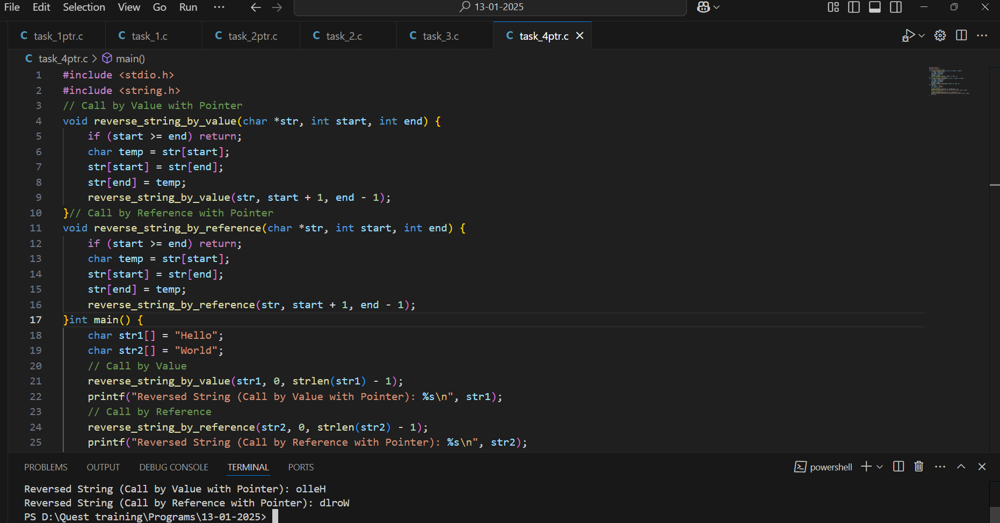 File Edit Selection View Go Run ··· ← → 13-01-2025
C task_1ptr.c C task_1.c C task_2ptr.c C task_2.c C task_3.c C task_4ptr.c ×
C task_4ptr.c > main()
1 #include <stdio.h>
2 #include <string.h>
3 // Call by Value with Pointer
4 void reverse_string_by_value(char *str, int start, int end) {
5     if (start >= end) return;
6     char temp = str[start];
7     str[start] = str[end];
8     str[end] = temp;
9     reverse_string_by_value(str, start + 1, end - 1);
10 }// Call by Reference with Pointer
11 void reverse_string_by_reference(char *str, int start, int end) {
12     if (start >= end) return;
13     char temp = str[start];
14     str[start] = str[end];
15     str[end] = temp;
16     reverse_string_by_reference(str, start + 1, end - 1);
17 }int main() {
18     char str1[] = "Hello";
19     char str2[] = "World";
20     // Call by Value
21     reverse_string_by_value(str1, 0, strlen(str1) - 1);
22     printf("Reversed String (Call by Value with Pointer): %s\n", str1);
23     // Call by Reference
24     reverse_string_by_reference(str2, 0, strlen(str2) - 1);
25     printf("Reversed String (Call by Reference with Pointer): %s\n", str2);
PROBLEMS OUTPUT DEBUG CONSOLE TERMINAL PORTS powershell
Reversed String (Call by Value with Pointer): olleH
Reversed String (Call by Reference with Pointer): dlroW
PS D:\Quest training\Programs\13-01-2025>